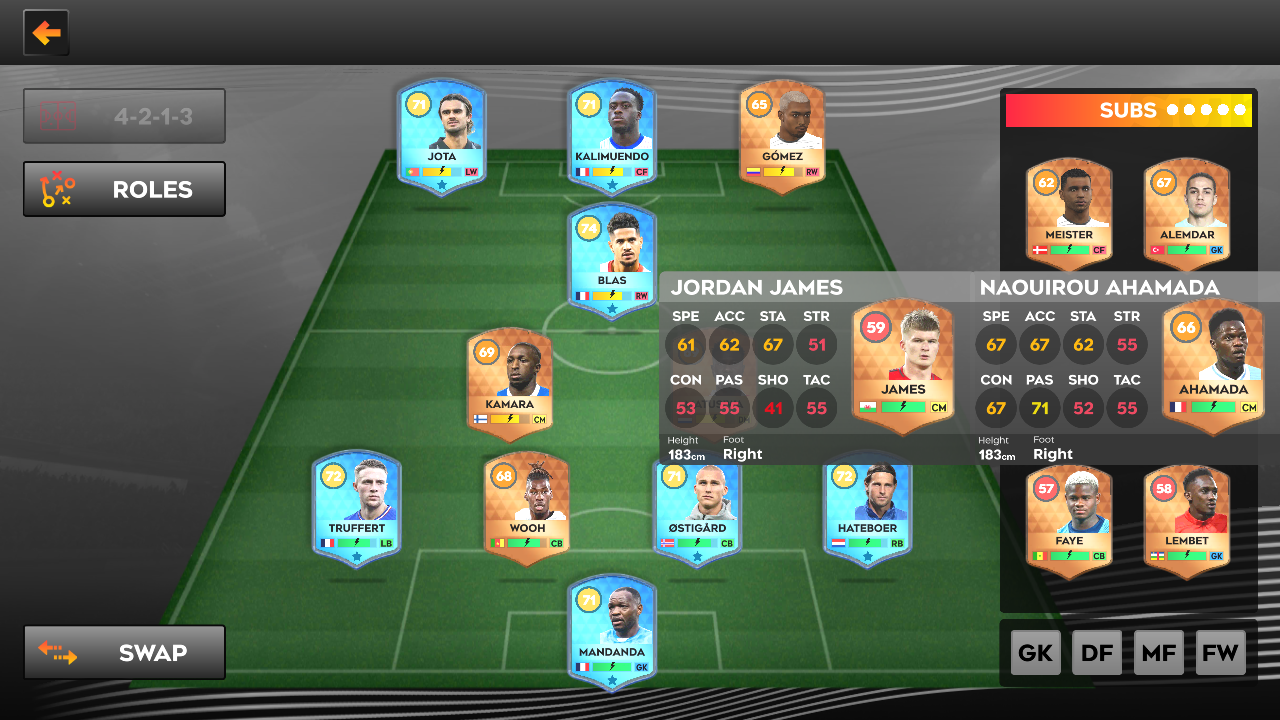 4-2-1-3
ROLES
SWAP
71
JOTA
LW
71
KALIMUENDO
CF
65
GÓMEZ
RW
74
BLAS
RW
69
KAMARA
CM
72
TRUFFERT
LB
68
WOOH
CB
71
ØSTIGÅRD
CB
72
HATEBOER
RB
71
MANDANDA
GK
SUBS
62
MEISTER
CF
67
ALEMDAR
GK
JORDAN JAMES
SPE ACC STA STR
61 62 67 51
CON PAS SHO TAC
53 55 41 55
Height Foot
183cm Right
59
JAMES
CM
NAOUIROU AHAMADA
SPE ACC STA STR
67 67 62 55
CON PAS SHO TAC
67 71 52 55
Height Foot
183cm Right
66
AHAMADA
CM
57
FAYE
CB
58
LEMBET
GK
GK DF MF FW